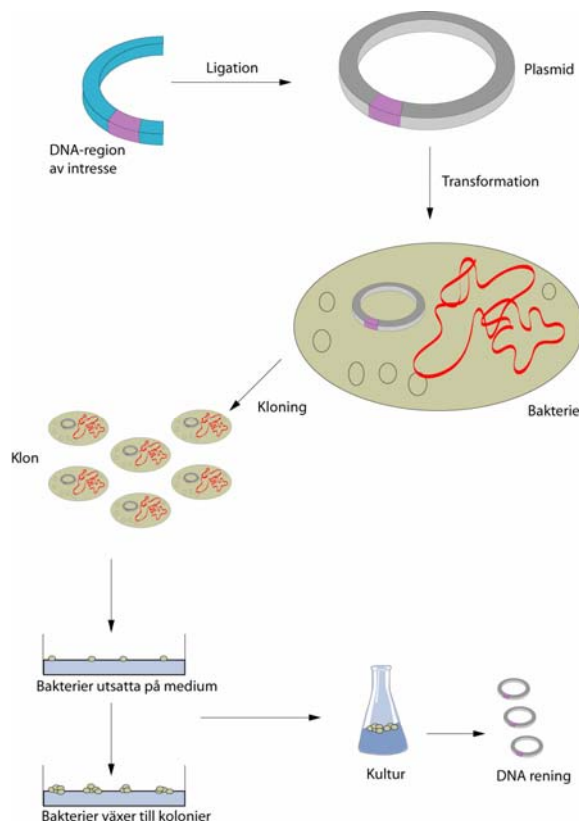 Ligation
Plasmid
DNA-region
av intresse
Transformation
Bakterie
Kloning
Klon
Bakterier utsatta på medium
Kultur
DNA rening
Bakterier växer till kolonier